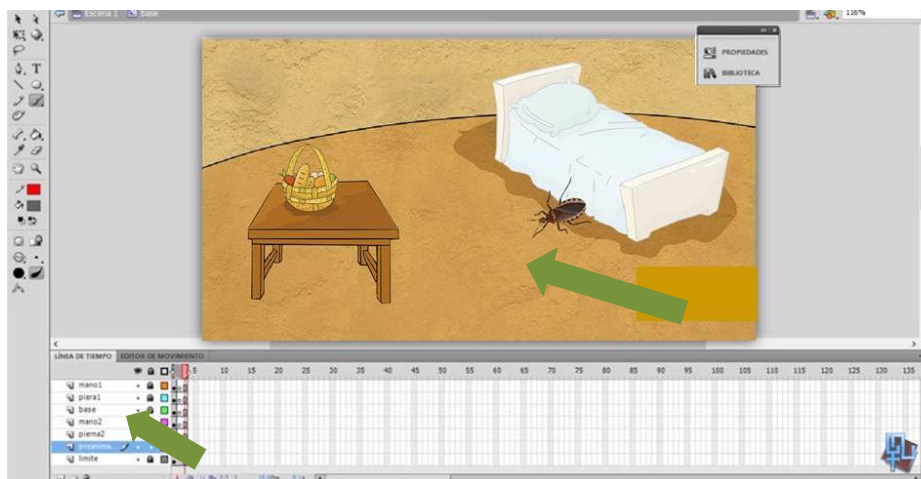 Escena 1 base 116%
PROPIEDADES
BIBLIOTECA
LÍNEA DE TIEMPO EDITOR DE MOVIMIENTO
5 10 15 20 25 30 35 40 45 50 55 60 65 70 75 80 85 90 95 100 105 110 115 120 125 130 135
mano1
piera1
base
mano2
pierna2
limite